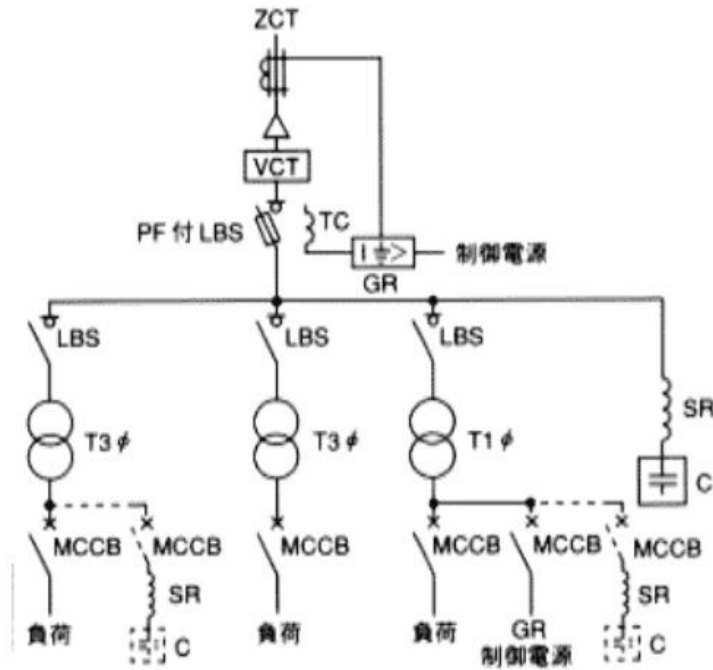 ZCT
VCT
PF 付 LBS
TC
I >
制御電源
GR
LBS
LBS
LBS
SR
T3 φ
T3 φ
T1 φ
C
MCCB
MCCB
MCCB
MCCB
MCCB
MCCB
SR
SR
負荷
C
負荷
負荷
GR
制御電源
C